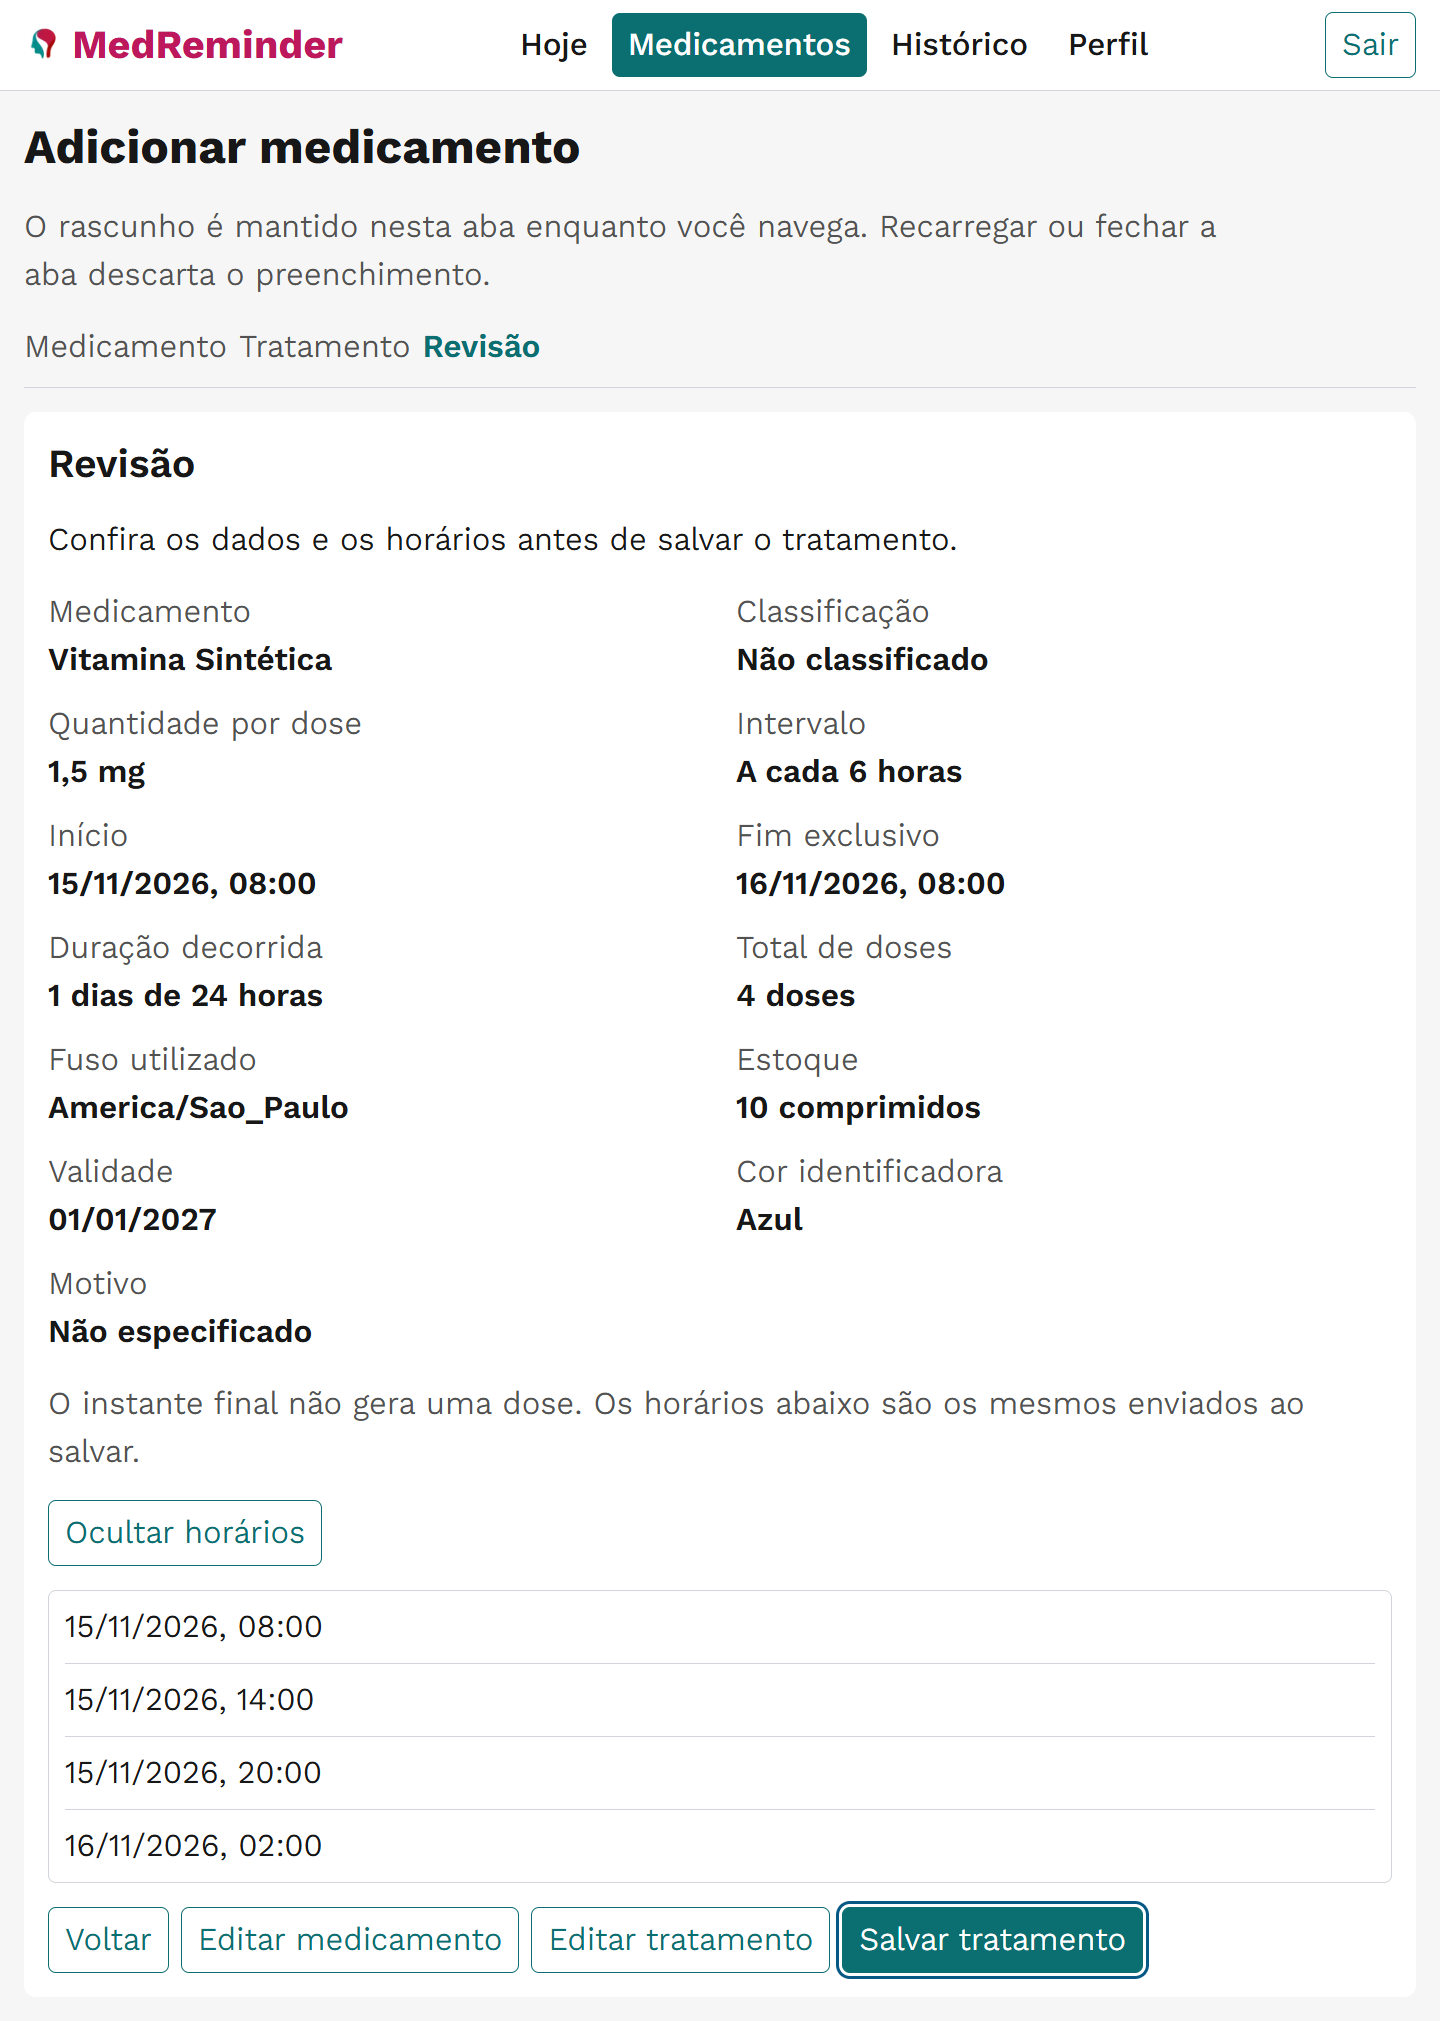 MedReminder
Hoje Medicamentos Histórico Perfil Sair
Adicionar medicamento
O rascunho é mantido nesta aba enquanto você navega. Recarregar ou fechar a
aba descarta o preenchimento.
Medicamento Tratamento Revisão
Revisão
Confira os dados e os horários antes de salvar o tratamento.
Medicamento
Vitamina Sintética
Classificação
Não classificado
Quantidade por dose
1,5 mg
Intervalo
A cada 6 horas
Início
15/11/2026, 08:00
Fim exclusivo
16/11/2026, 08:00
Duração decorrida
1 dias de 24 horas
Total de doses
4 doses
Fuso utilizado
America/Sao_Paulo
Estoque
10 comprimidos
Validade
01/01/2027
Cor identificadora
Azul
Motivo
Não especificado
O instante final não gera uma dose. Os horários abaixo são os mesmos enviados ao
salvar.
Ocultar horários
15/11/2026, 08:00
15/11/2026, 14:00
15/11/2026, 20:00
16/11/2026, 02:00
Voltar Editar medicamento Editar tratamento Salvar tratamento